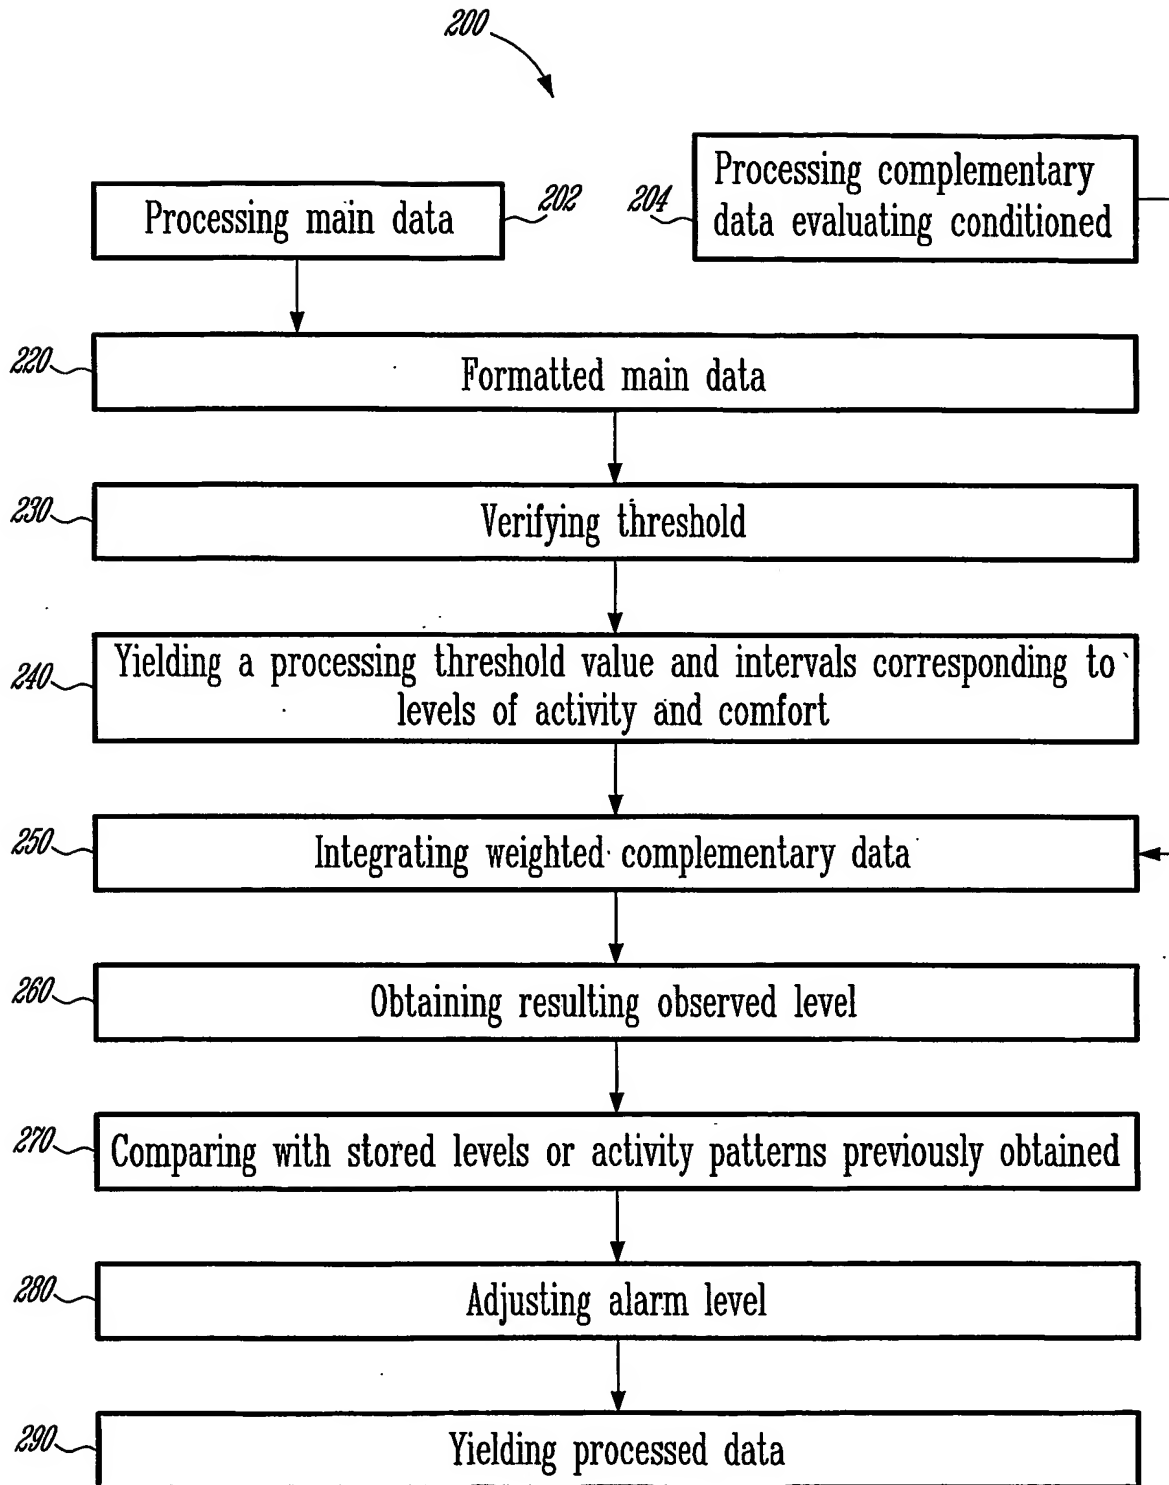 200
Processing main data
202
204
Processing complementary
data evaluating conditioned
220
Formatted main data
230
Verifying threshold
240
Yielding a processing threshold value and intervals corresponding to
levels of activity and comfort
250
Integrating weighted complementary data
260
Obtaining resulting observed level
270
Comparing with stored levels or activity patterns previously obtained
280
Adjusting alarm level
290
Yielding processed data